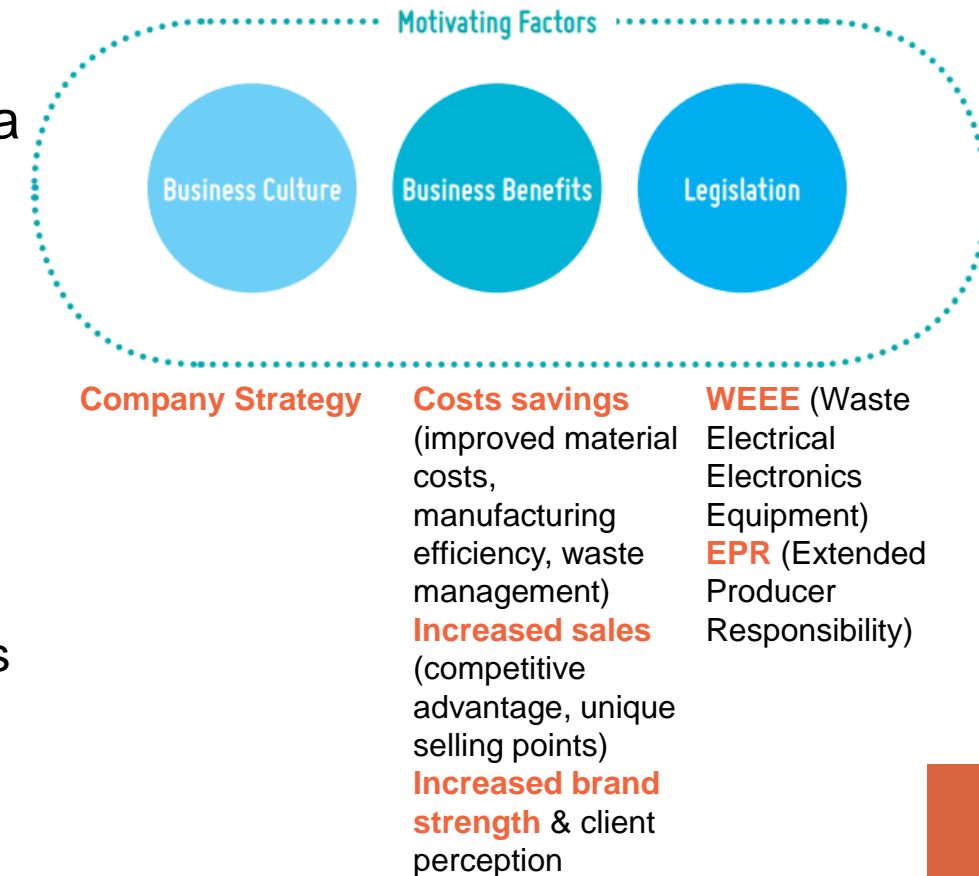 Motivating Factors
a
Business Culture
Business Benefits
Legislation
Company Strategy
Costs savings
(improved material
costs,
manufacturing
efficiency, waste
management)
Increased sales
(competitive
advantage, unique
selling points)
Increased brand
strength & client
perception
WEEE (Waste
Electrical
Electronics
Equipment)
EPR (Extended
Producer
Responsibility)
s